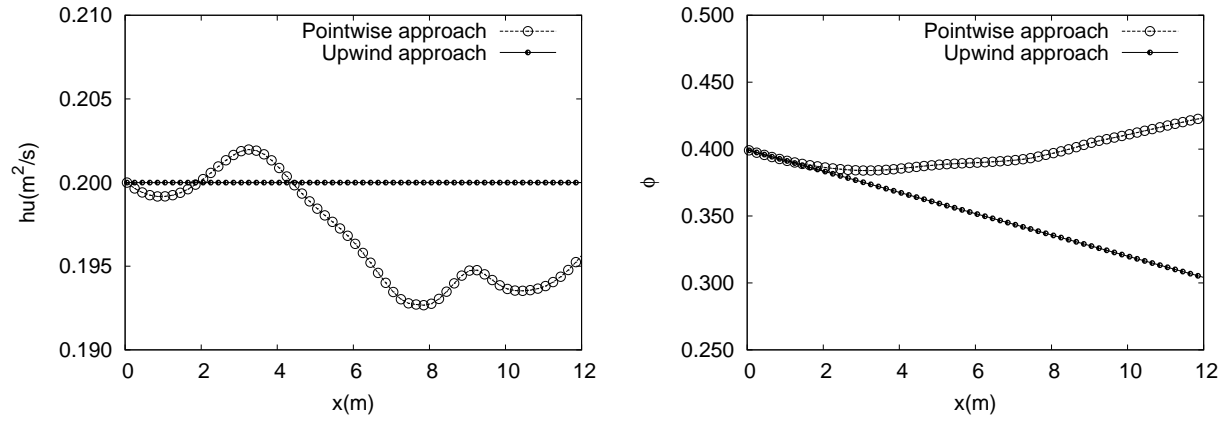 0.210
0.205
0.200
0.195
0.190
hu(m²/s)
Pointwise approach
Upwind approach
0 2 4 6 8 10 12
x(m)
0.500
0.450
0.400
0.350
0.300
0.250
ϕ
Pointwise approach
Upwind approach
0 2 4 6 8 10 12
x(m)